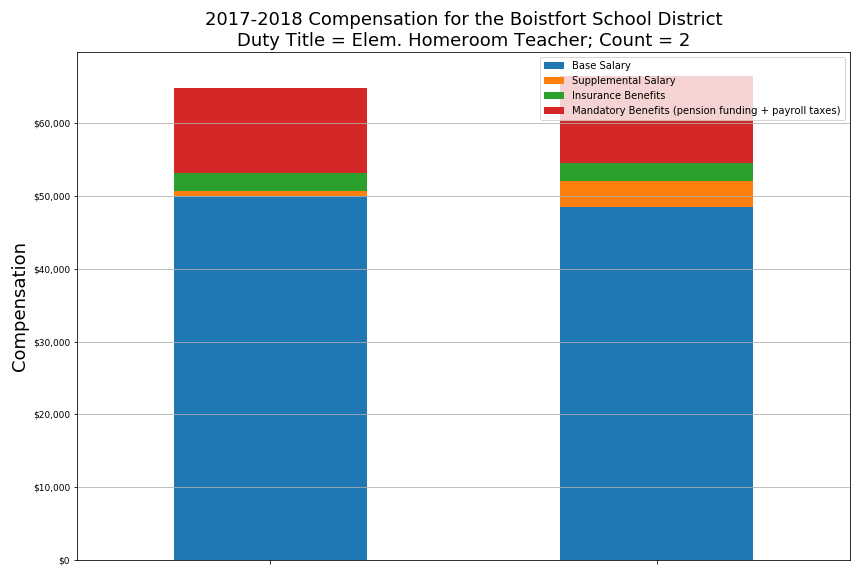 2017-2018 Compensation for the Boistfort School District
Duty Title = Elem. Homeroom Teacher; Count = 2
Base Salary
Supplemental Salary
Insurance Benefits
Mandatory Benefits (pension funding + payroll taxes)
Compensation
$60,000
$50,000
$40,000
$30,000
$20,000
$10,000
$0